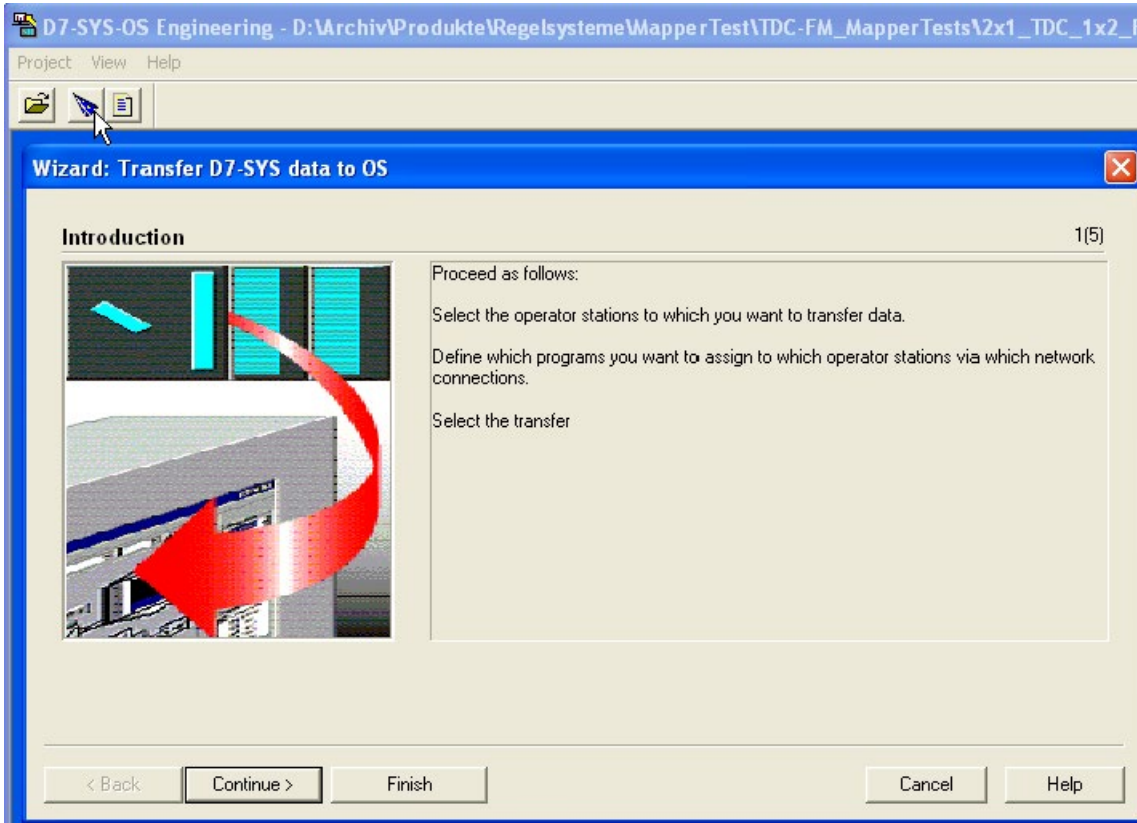 D7-SYS-OS Engineering - D:\Archiv\Produkte\Regelsysteme\MapperTest\TDC-FM_MapperTests\2x1_TDC_1x2_
Project View Help
Wizard: Transfer D7-SYS data to OS
Introduction
1(5)
Proceed as follows:
Select the operator stations to which you want to transfer data.
Define which programs you want to assign to which operator stations via which network
connections.
Select the transfer
< Back Continue > Finish Cancel Help